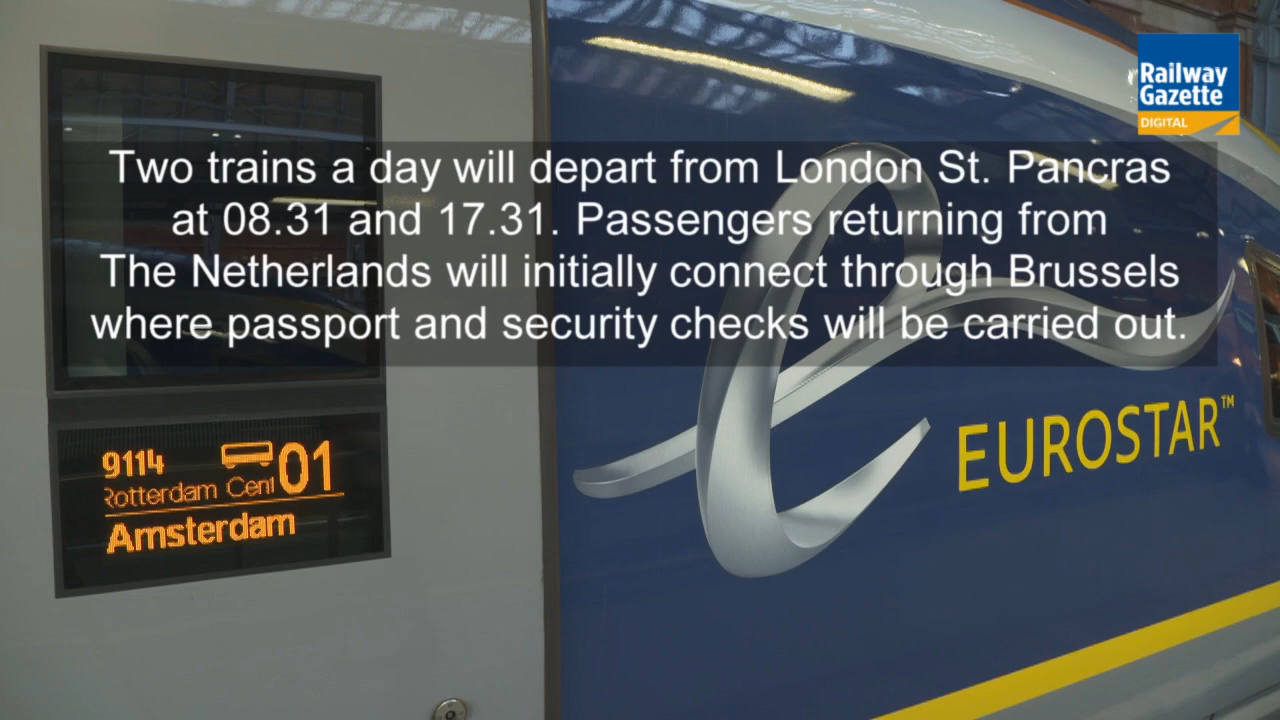 Railway
Gazette
DIGITAL
Two trains a day will depart from London St. Pancras
at 08.31 and 17.31. Passengers returning from
The Netherlands will initially connect through Brussels
where passport and security checks will be carried out.
EUROSTAR™
9114 01
Rotterdam Cent
Amsterdam